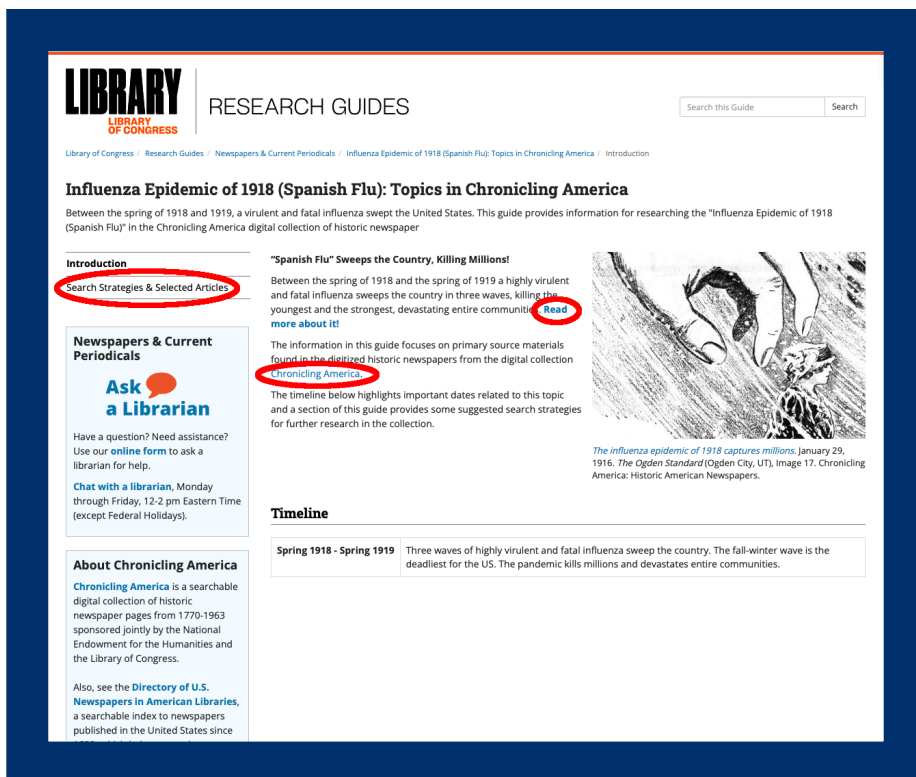 LIBRARY
LIBRARY
OF CONGRESS
RESEARCH GUIDES
Search this Guide
Search
Library of Congress / Research Guides / Newspapers & Current Periodicals / Influenza Epidemic of 1918 (Spanish Flu): Topics in Chronicling America / Introduction
Influenza Epidemic of 1918 (Spanish Flu): Topics in Chronicling America
Between the spring of 1918 and 1919, a virulent and fatal influenza swept the United States. This guide provides information for researching the "Influenza Epidemic of 1918
(Spanish Flu)" in the Chronicling America digital collection of historic newspaper
Introduction
Search Strategies & Selected Articles
Newspapers & Current
Periodicals
Ask
a Librarian
Have a question? Need assistance?
Use our online form to ask a
librarian for help.
Chat with a librarian, Monday
through Friday, 12-2 pm Eastern Time
(except Federal Holidays).
About Chronicling America
Chronicling America is a searchable
digital collection of historic
newspaper pages from 1770-1963
sponsored jointly by the National
Endowment for the Humanities and
the Library of Congress.
Also, see the Directory of U.S.
Newspapers in American Libraries,
a searchable index to newspapers
published in the United States since
"Spanish Flu" Sweeps the Country, Killing Millions!
Between the spring of 1918 and the spring of 1919 a highly virulent
and fatal influenza sweeps the country in three waves, killing the
youngest and the strongest, devastating entire communities. Read
more about it!
The information in this guide focuses on primary source materials
found in the digitized historic newspapers from the digital collection
Chronicling America.
The timeline below highlights important dates related to this topic
and a section of this guide provides some suggested search strategies
for further research in the collection.
The influenza epidemic of 1918 captures millions. January 29,
1916. The Ogden Standard (Ogden City, UT), Image 17. Chronicling
America: Historic American Newspapers.
Timeline
Spring 1918 - Spring 1919 Three waves of highly virulent and fatal influenza sweep the country. The fall-winter wave is the
deadliest for the US. The pandemic kills millions and devastates entire communities.